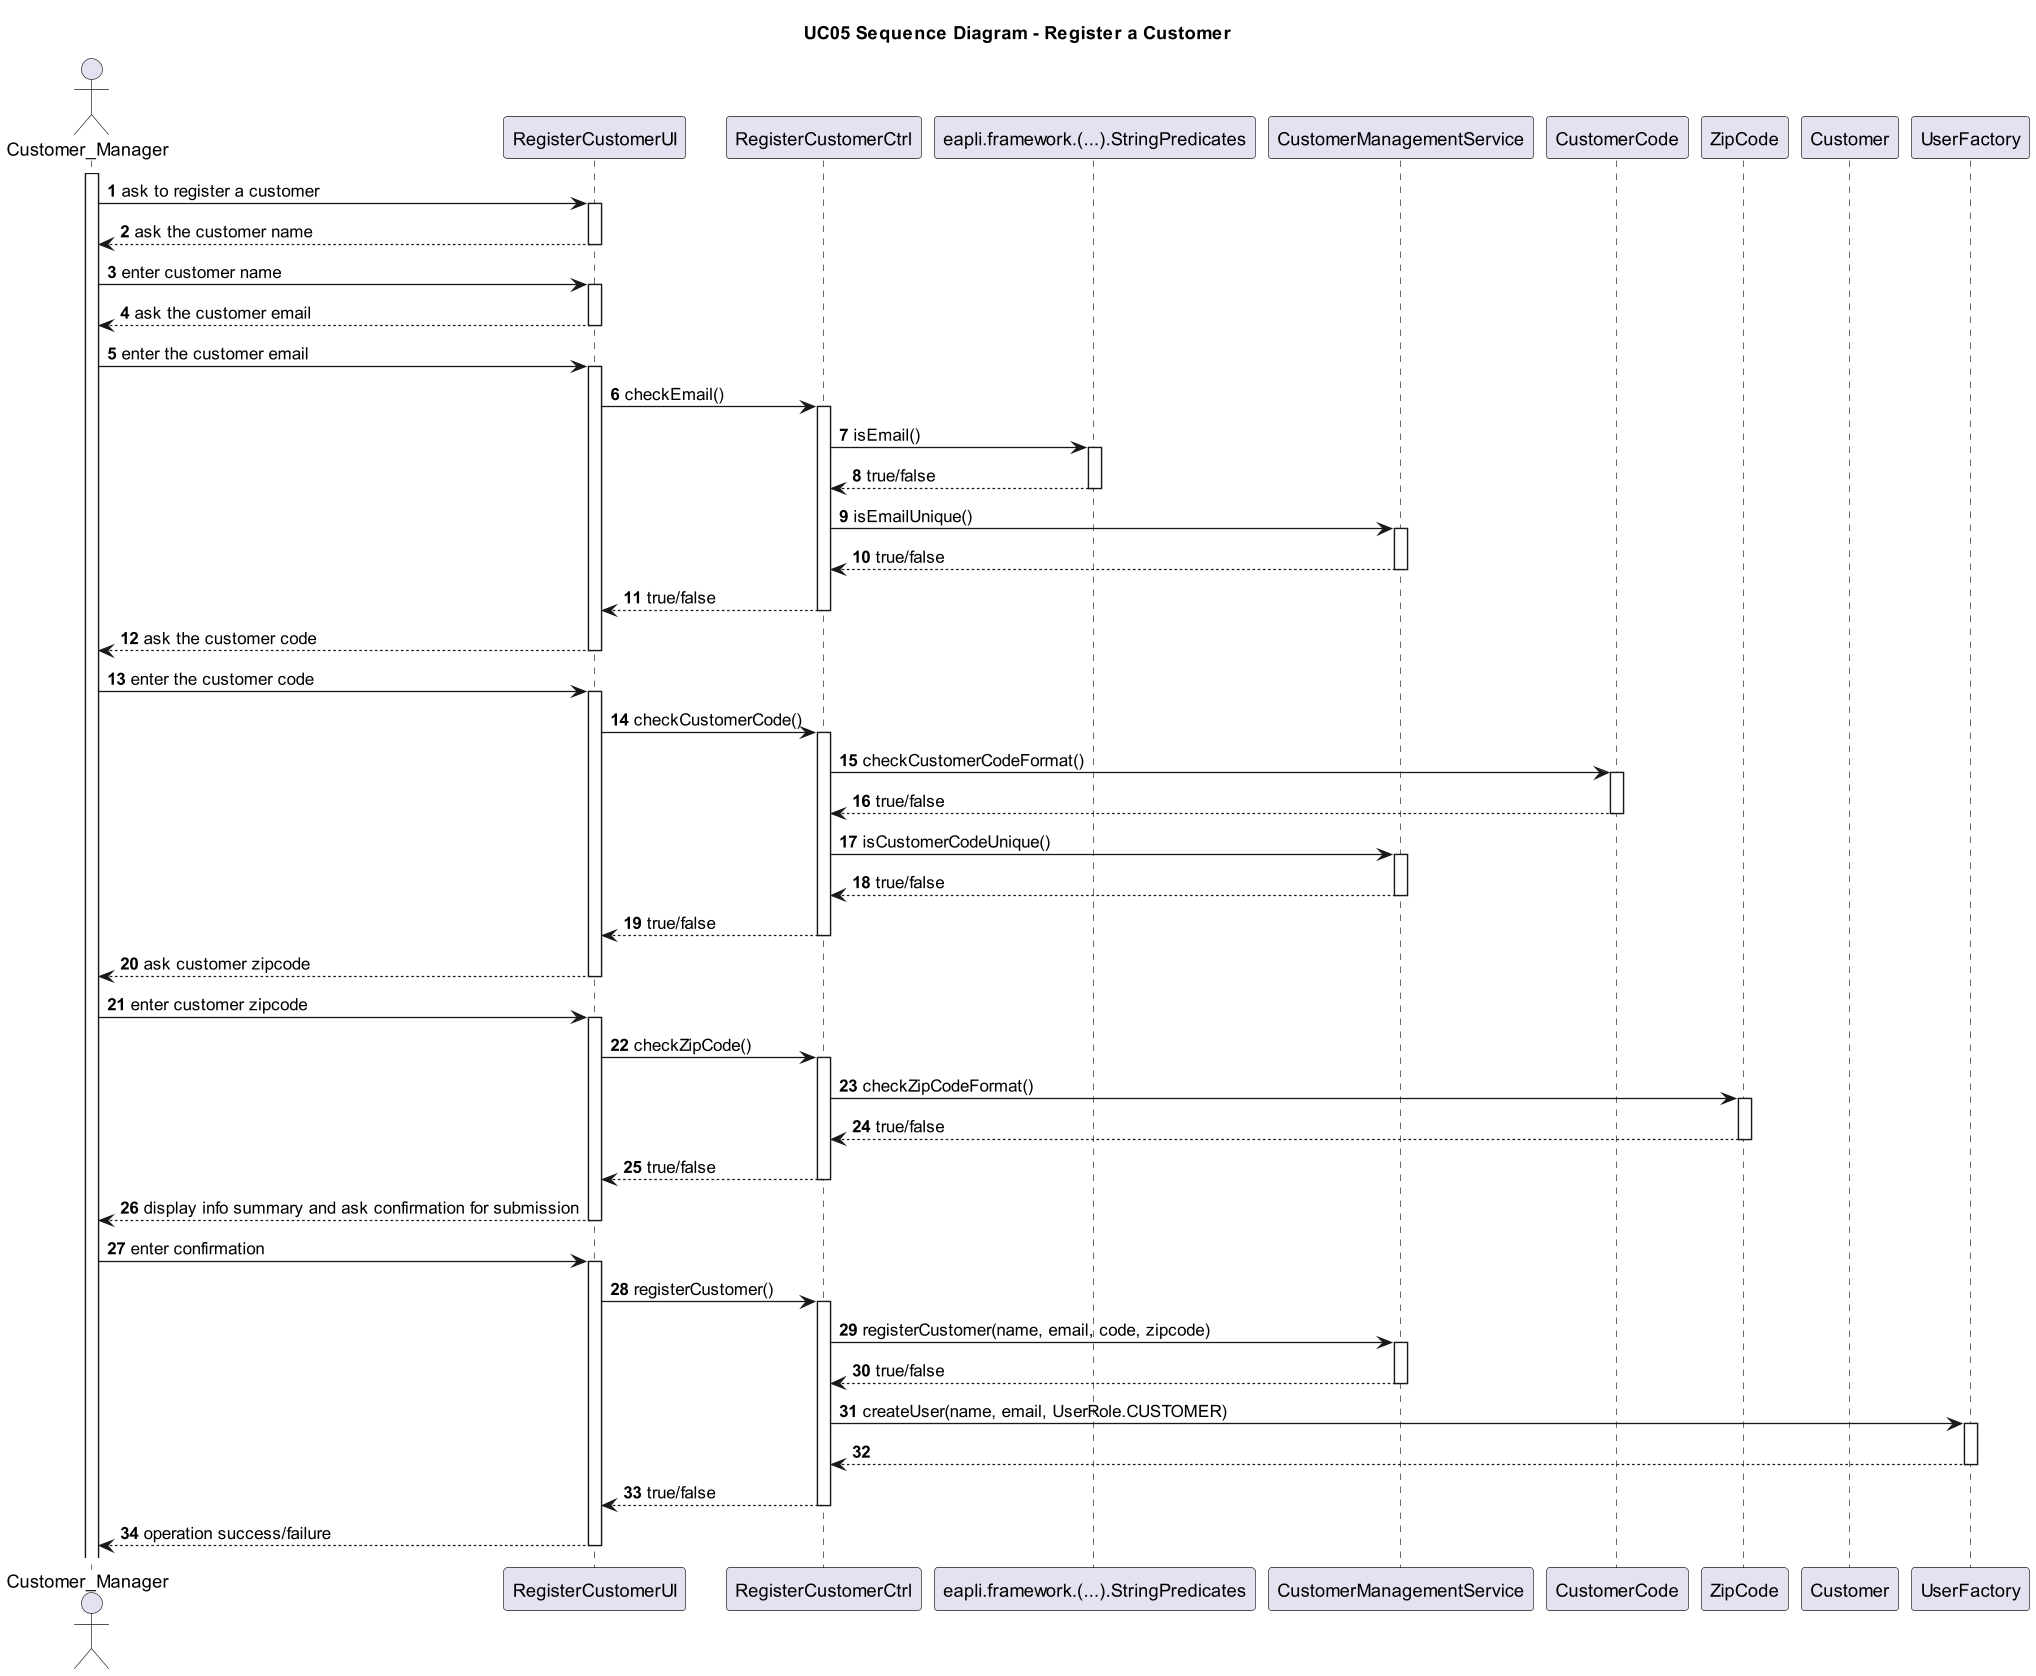 UC05 Sequence Diagram - Register a Customer
Customer_Manager
RegisterCustomerUI
RegisterCustomerCtrl
eapli.framework.(...).StringPredicates
CustomerManagementService
CustomerCode
ZipCode
Customer
UserFactory
1 ask to register a customer
2 ask the customer name
3 enter customer name
4 ask the customer email
5 enter the customer email
6 checkEmail()
7 isEmail()
8 true/false
9 isEmailUnique()
10 true/false
11 true/false
12 ask the customer code
13 enter the customer code
14 checkCustomerCode()
15 checkCustomerCodeFormat()
16 true/false
17 isCustomerCodeUnique()
18 true/false
19 true/false
20 ask customer zipcode
21 enter customer zipcode
22 checkZipCode()
23 checkZipCodeFormat()
24 true/false
25 true/false
26 display info summary and ask confirmation for submission
27 enter confirmation
28 registerCustomer()
29 registerCustomer(name, email, code, zipcode)
30 true/false
31 createUser(name, email, UserRole.CUSTOMER)
32
33 true/false
34 operation success/failure
Customer_Manager
RegisterCustomerUI
RegisterCustomerCtrl
eapli.framework.(...).StringPredicates
CustomerManagementService
CustomerCode
ZipCode
Customer
UserFactory